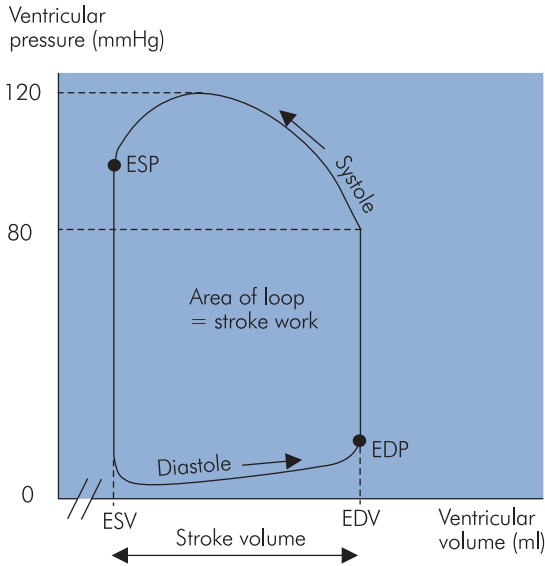 Ventricular
pressure (mmHg)
120
ESP
Systole
80
Area of loop
= stroke work
Diastole
EDP
0
ESV
EDV
Ventricular
volume (ml)
Stroke volume